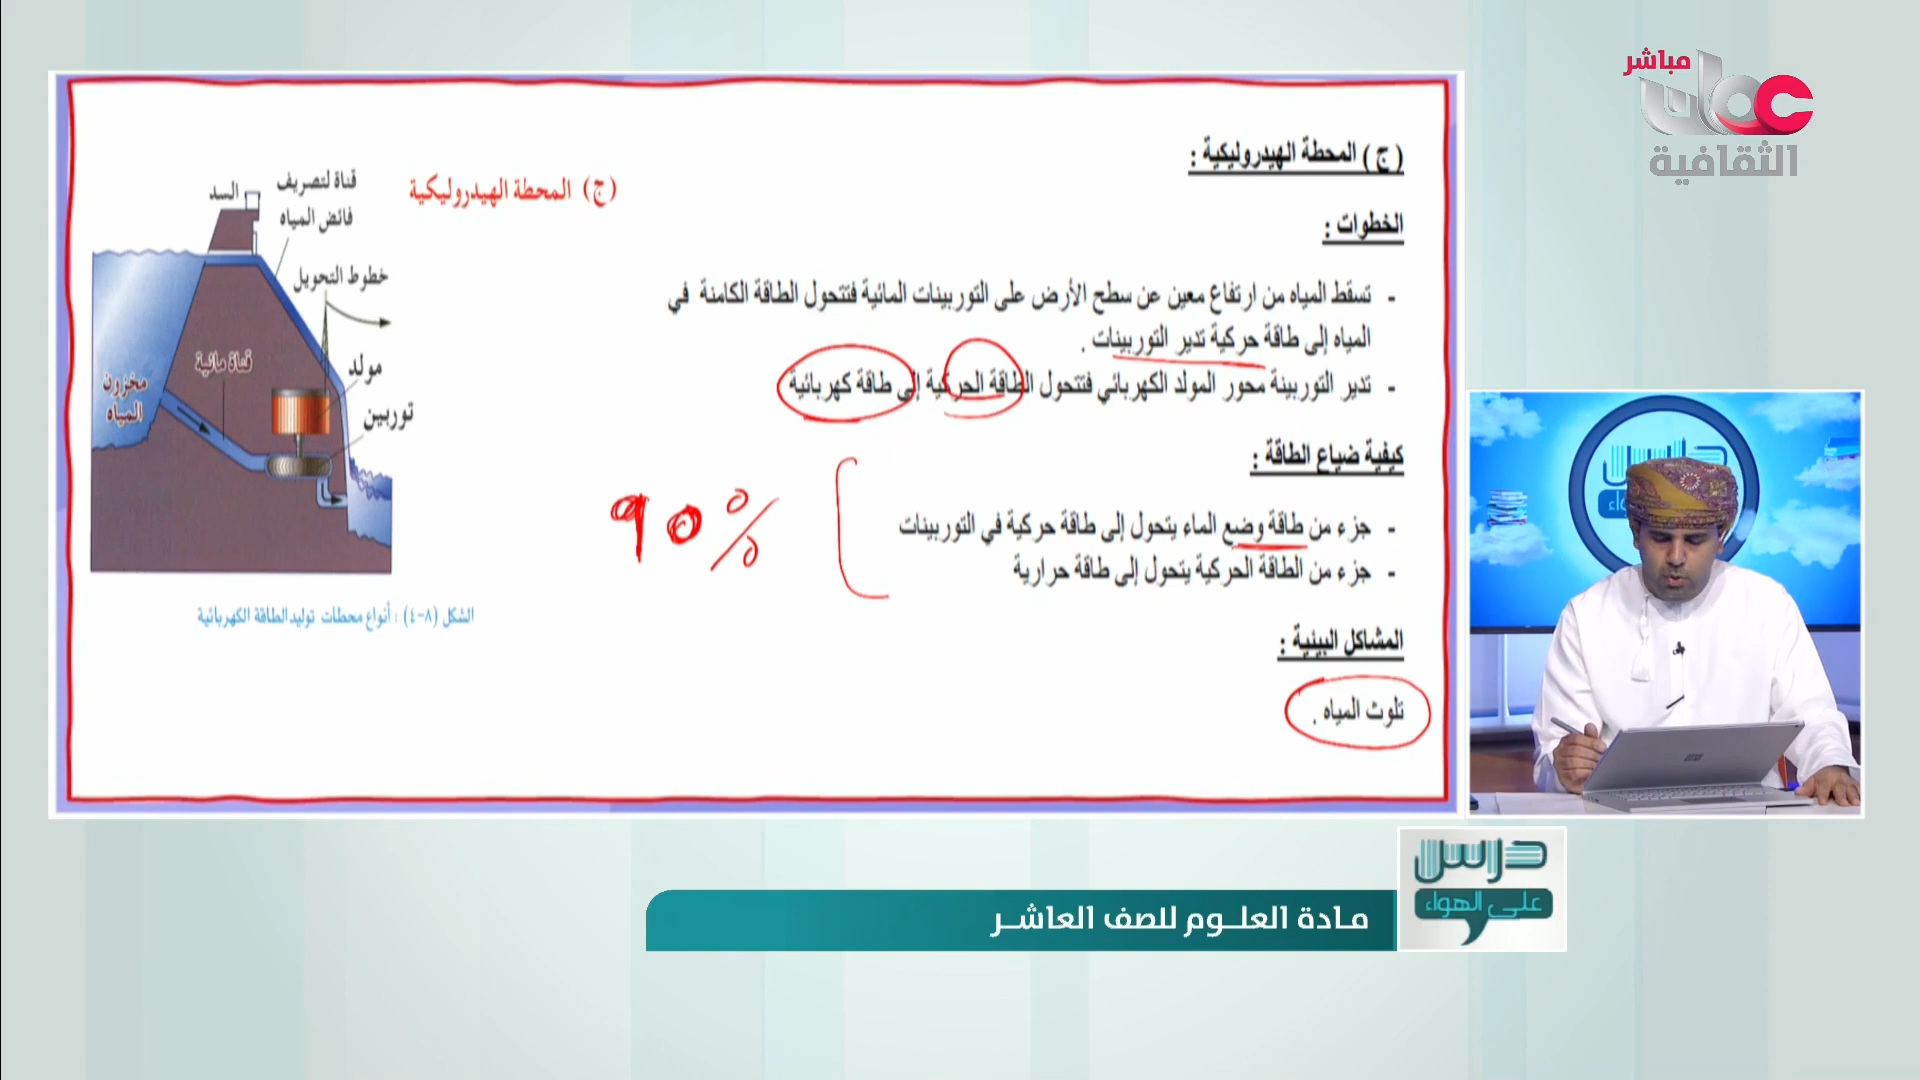 مباشر
عمان
الثقافية
(ج) المحطة الهيدروليكية :
الخطوات :
- تسقط المياه من ارتفاع معين عن سطح الأرض على التوربينات المائية فتتحول الطاقة الكامنة في
المياه إلى طاقة حركية تدير التوربينات .
- تدير التوربينة محور المولد الكهربائي فتتحول الطاقة الحركية إلى طاقة كهربائية
كيفية ضياع الطاقة :
- جزء من طاقة وضع الماء يتحول إلى طاقة حركية في التوربينات
- جزء من الطاقة الحركية يتحول إلى طاقة حرارية
90%
المشاكل البيئية :
تلوث المياه .
(ج) المحطة الهيدروليكية
قناة لتصريف
فائض المياه
السد
خطوط التحويل
قناة مائية
مولد
مخزون
المياه
توربين
الشكل (٨-٤) : أنواع محطات توليد الطاقة الكهربائية
درس
على الهواء
مادة العلوم للصف العاشر